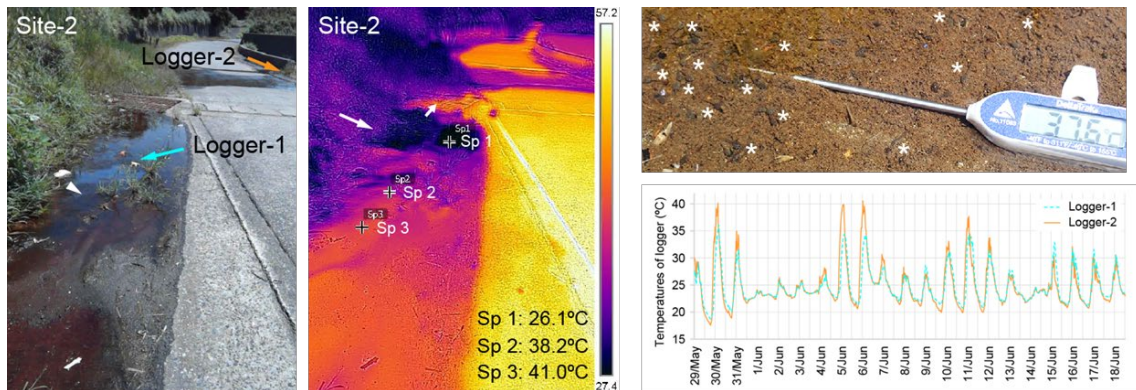 Site-2
Logger-2
Logger-1
Site-2
Sp1
Sp 1
Sp2
Sp 2
Sp3
Sp 3
Sp 1: 26.1ºC
Sp 2: 38.2ºC
Sp 3: 41.0ºC
57.2
27.4
DeltaTrak
37.6
Temperatures of logger (ºC)
40
35
30
25
20
15
Logger-1
Logger-2
29/May
30/May
31/May
1/Jun
2/Jun
3/Jun
4/Jun
5/Jun
6/Jun
7/Jun
8/Jun
9/Jun
10/Jun
11/Jun
12/Jun
13/Jun
14/Jun
15/Jun
16/Jun
17/Jun
18/Jun